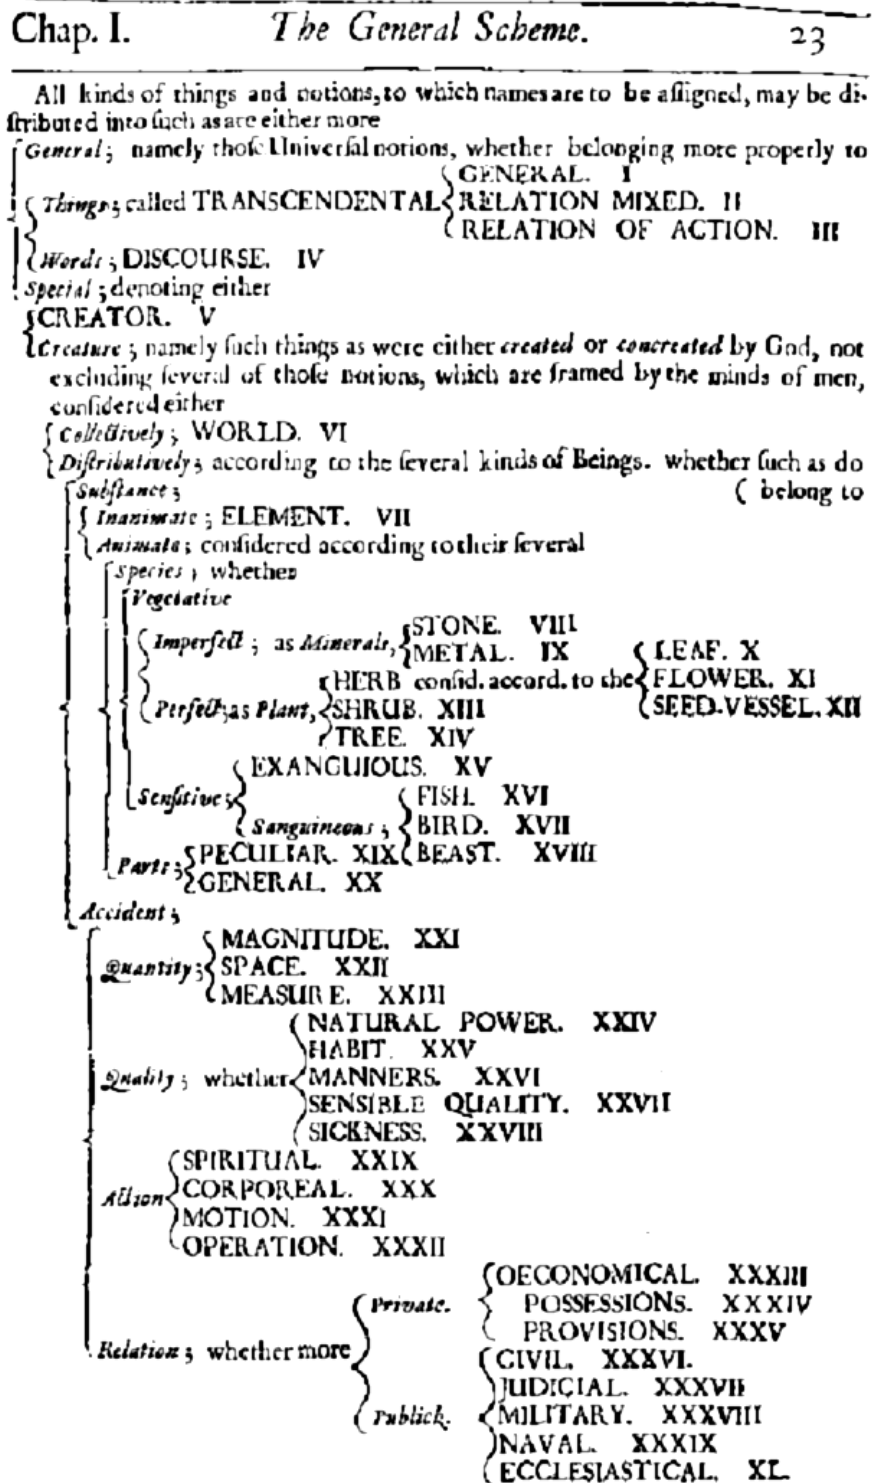 Chap. I. The General Scheme. 23
All kinds of things and notions, to which names are to be aſſigned, may be di-
ſtributed into ſuch as are either more
General; namely thoſe Univerſal notions, whether belonging more properly to
GENERAL. I
Things; called TRANSCENDENTAL RELATION MIXED. II
RELATION OF ACTION. III
Words; DISCOURSE. IV
Special; denoting either
CREATOR. V
Creature; namely ſuch things as were either created or concreated by God, not
excluding ſeveral of thoſe notions, which are framed by the minds of men,
conſidered either
Collectively; WORLD. VI
Diſtributively; according to the ſeveral kinds of Beings. whether ſuch as do
Subſtance; ( belong to
Inanimate; ELEMENT. VII
Animate; conſidered according to their ſeveral
Species; whether
Vegetative
STONE. VIII
Imperfect; as Minerals, METAL. IX LEAF. X
HERB conſid. accord. to the FLOWER. XI
Perfect; as Plant, SHRUB. XIII SEED-VESSEL. XII
TREE. XIV
EXANGUIOUS. XV
Senſitive; FISH. XVI
Sanguineous; BIRD. XVII
PECULIAR. XIX BEAST. XVIII
Parts; GENERAL. XX
Accident;
MAGNITUDE. XXI
Quantity; SPACE. XXII
MEASURE. XXIII
NATURAL POWER. XXIV
HABIT. XXV
Quality; whether MANNERS. XXVI
SENSIBLE QUALITY. XXVII
SICKNESS. XXVIII
SPIRITUAL. XXIX
Action CORPOREAL. XXX
MOTION. XXXI
OPERATION. XXXII
OECONOMICAL. XXXIII
Private. POSSESSIONS. XXXIV
PROVISIONS. XXXV
Relation; whether more CIVIL. XXXVI.
JUDICIAL. XXXVII
Publick. MILITARY. XXXVIII
NAVAL. XXXIX
ECCLESIASTICAL. XL.